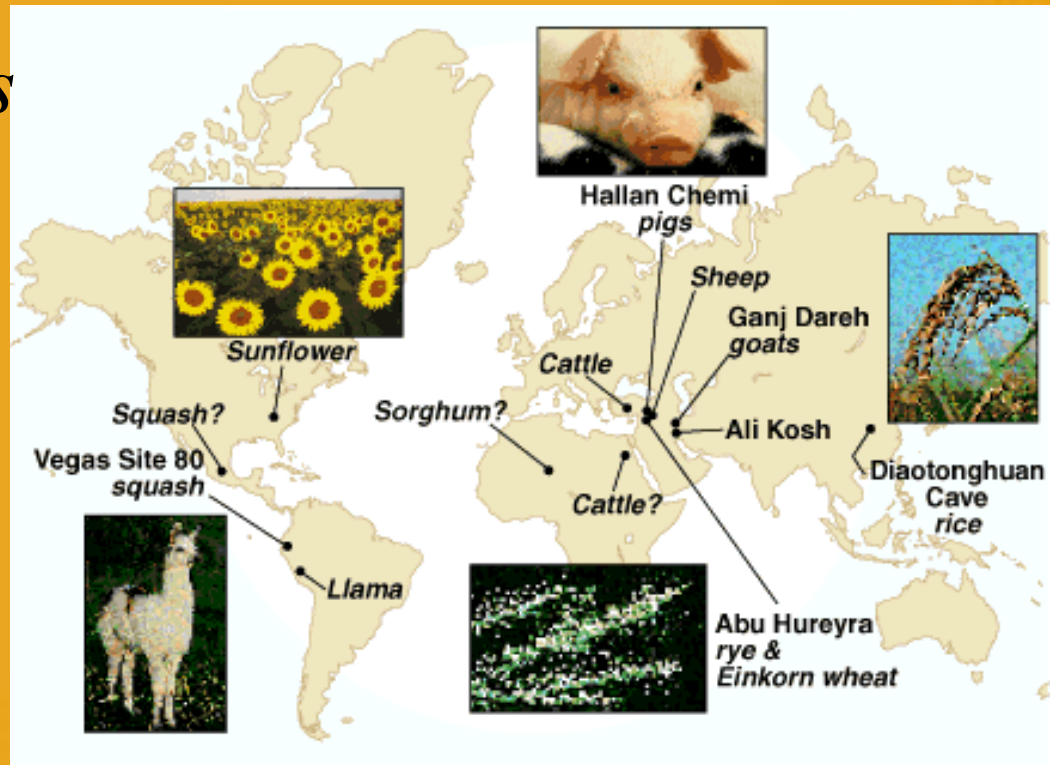 s
Hallan Chemi
pigs
Sheep
Ganj Dareh
goats
Sunflower
Cattle
Squash?
Sorghum?
Ali Kosh
Vegas Site 80
squash
Diaotonghuan
Cave
rice
Cattle?
Llama
Abu Hureyra
rye &
Einkorn wheat